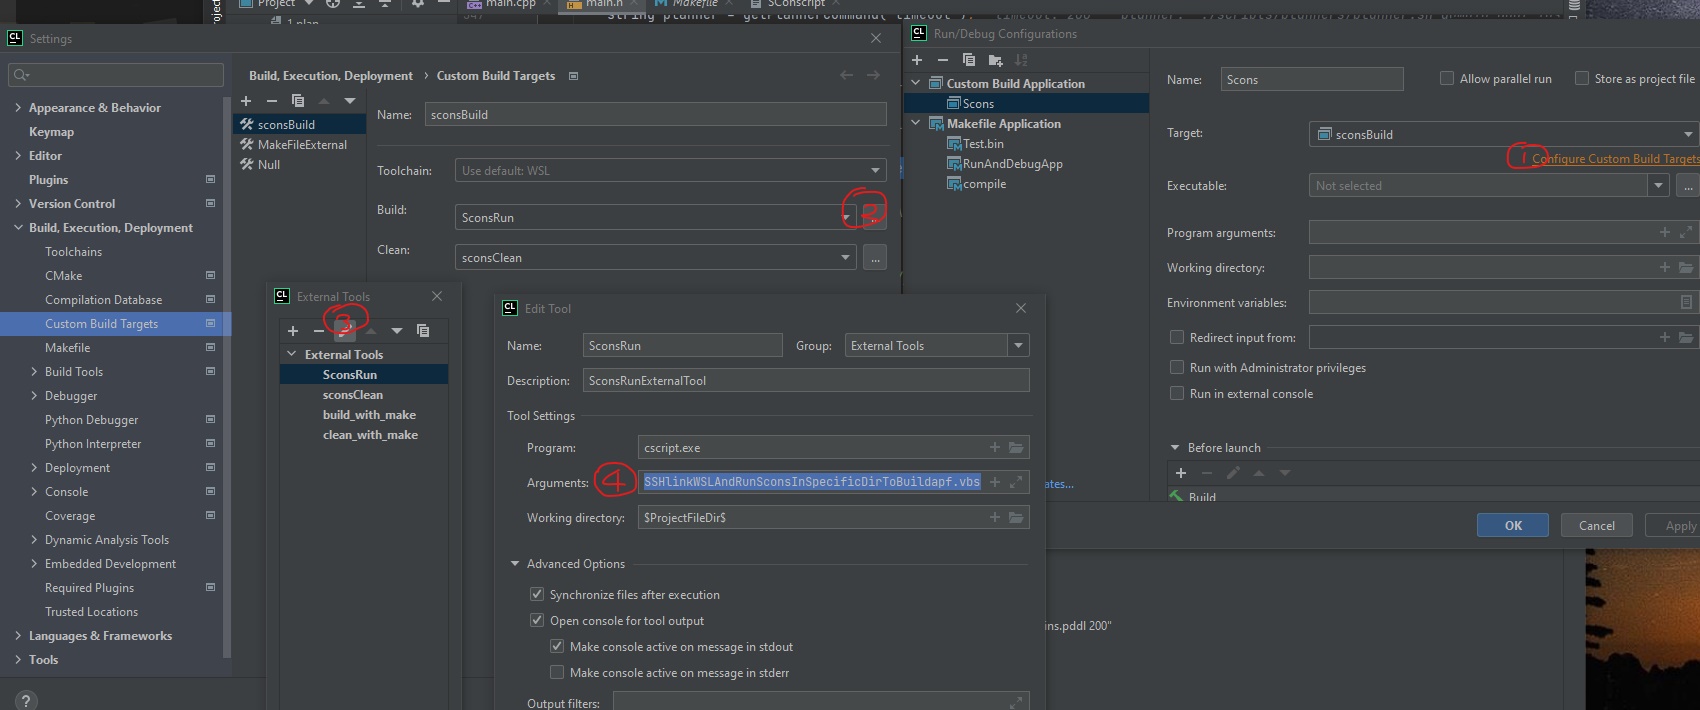 Project
main.cpp
main.h
Makefile
SConscript
1 plan
347
Settings
Appearance & Behavior
Keymap
Editor
Plugins
Version Control
Build, Execution, Deployment
Toolchains
CMake
Compilation Database
Custom Build Targets
Makefile
Build Tools
Debugger
Python Debugger
Python Interpreter
Deployment
Console
Coverage
Dynamic Analysis Tools
Embedded Development
Required Plugins
Trusted Locations
Languages & Frameworks
Tools
?
Build, Execution, Deployment › Custom Build Targets
sconsBuild
MakeFileExternal
Null
Name: sconsBuild
Toolchain: Use default: WSL
Build: SconsRun
2
Clean: sconsClean ...
External Tools
3
External Tools
SconsRun
sconsClean
build_with_make
clean_with_make
Edit Tool
Name: SconsRun Group: External Tools
Description: SconsRunExternalTool
Tool Settings
Program: cscript.exe
Arguments: 4 SSHlinkWSLAndRunSconsInSpecificDirToBuildapf.vbs
Working directory: $ProjectFileDir$
Advanced Options
Synchronize files after execution
Open console for tool output
Make console active on message in stdout
Make console active on message in stderr
Output filters:
Run/Debug Configurations
Custom Build Application
Scons
Makefile Application
Test.bin
RunAndDebugApp
compile
Name: Scons Allow parallel run Store as project file
Target: sconsBuild
1 Configure Custom Build Targets
Executable: Not selected ...
Program arguments:
Working directory:
Environment variables:
Redirect input from:
Run with Administrator privileges
Run in external console
Before launch
Build
ates...
OK Cancel Apply
ins.pddl 200"